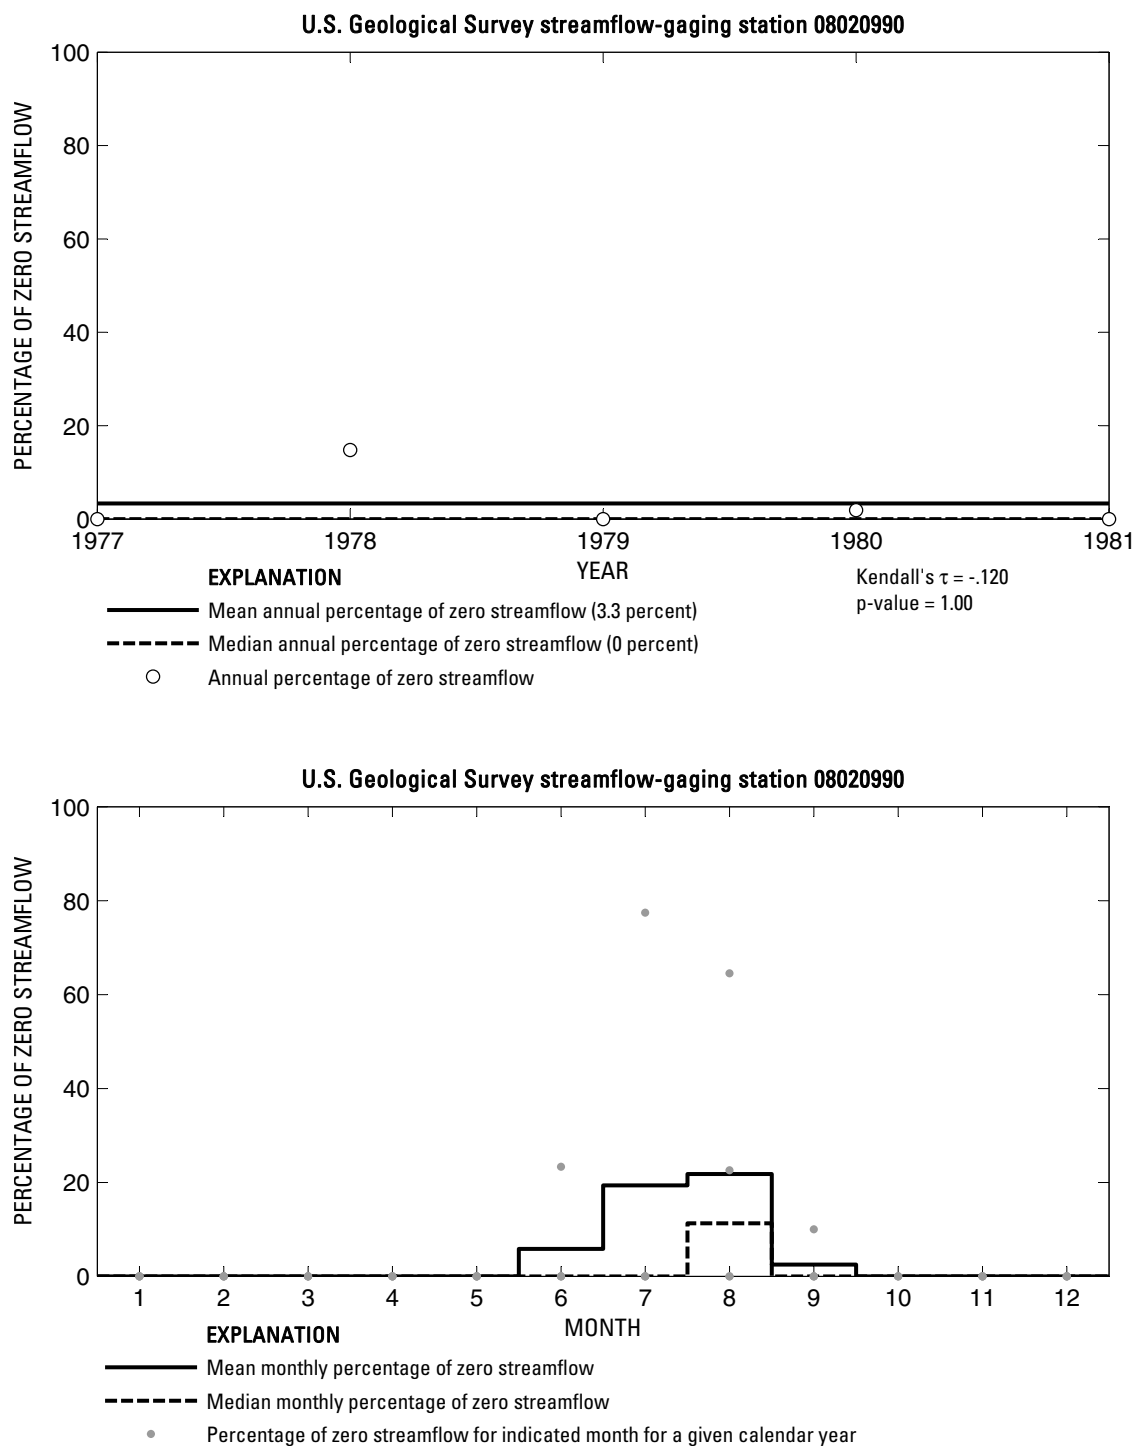 U.S. Geological Survey streamflow-gaging station 08020990
PERCENTAGE OF ZERO STREAMFLOW
100
80
60
40
20
0
1977 1978 1979 1980 1981
YEAR
EXPLANATION
Mean annual percentage of zero streamflow (3.3 percent)
Median annual percentage of zero streamflow (0 percent)
Annual percentage of zero streamflow
Kendall's τ = -.120
p-value = 1.00
U.S. Geological Survey streamflow-gaging station 08020990
PERCENTAGE OF ZERO STREAMFLOW
100
80
60
40
20
0
1 2 3 4 5 6 7 8 9 10 11 12
MONTH
EXPLANATION
Mean monthly percentage of zero streamflow
Median monthly percentage of zero streamflow
Percentage of zero streamflow for indicated month for a given calendar year